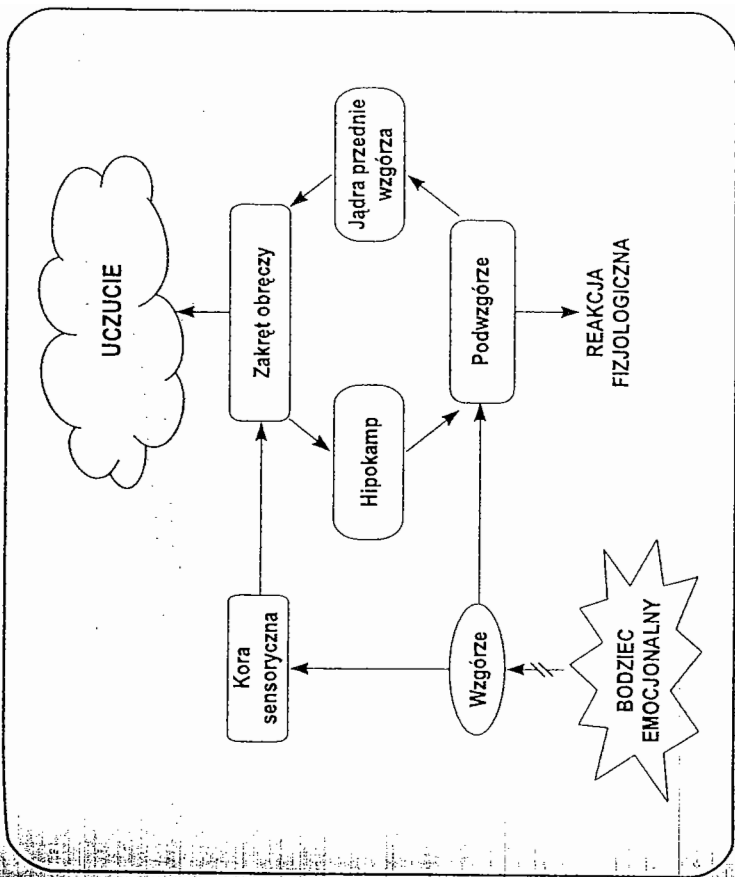 UCZUCIE
Kora
sensoryczna
Zakręt obręczy
Hipokamp
Jądra przednie
wzgórza
Wzgórze
Podwzgórze
BODZIEC
EMOCJONALNY
REAKCJA
FIZJOLOGICZNA